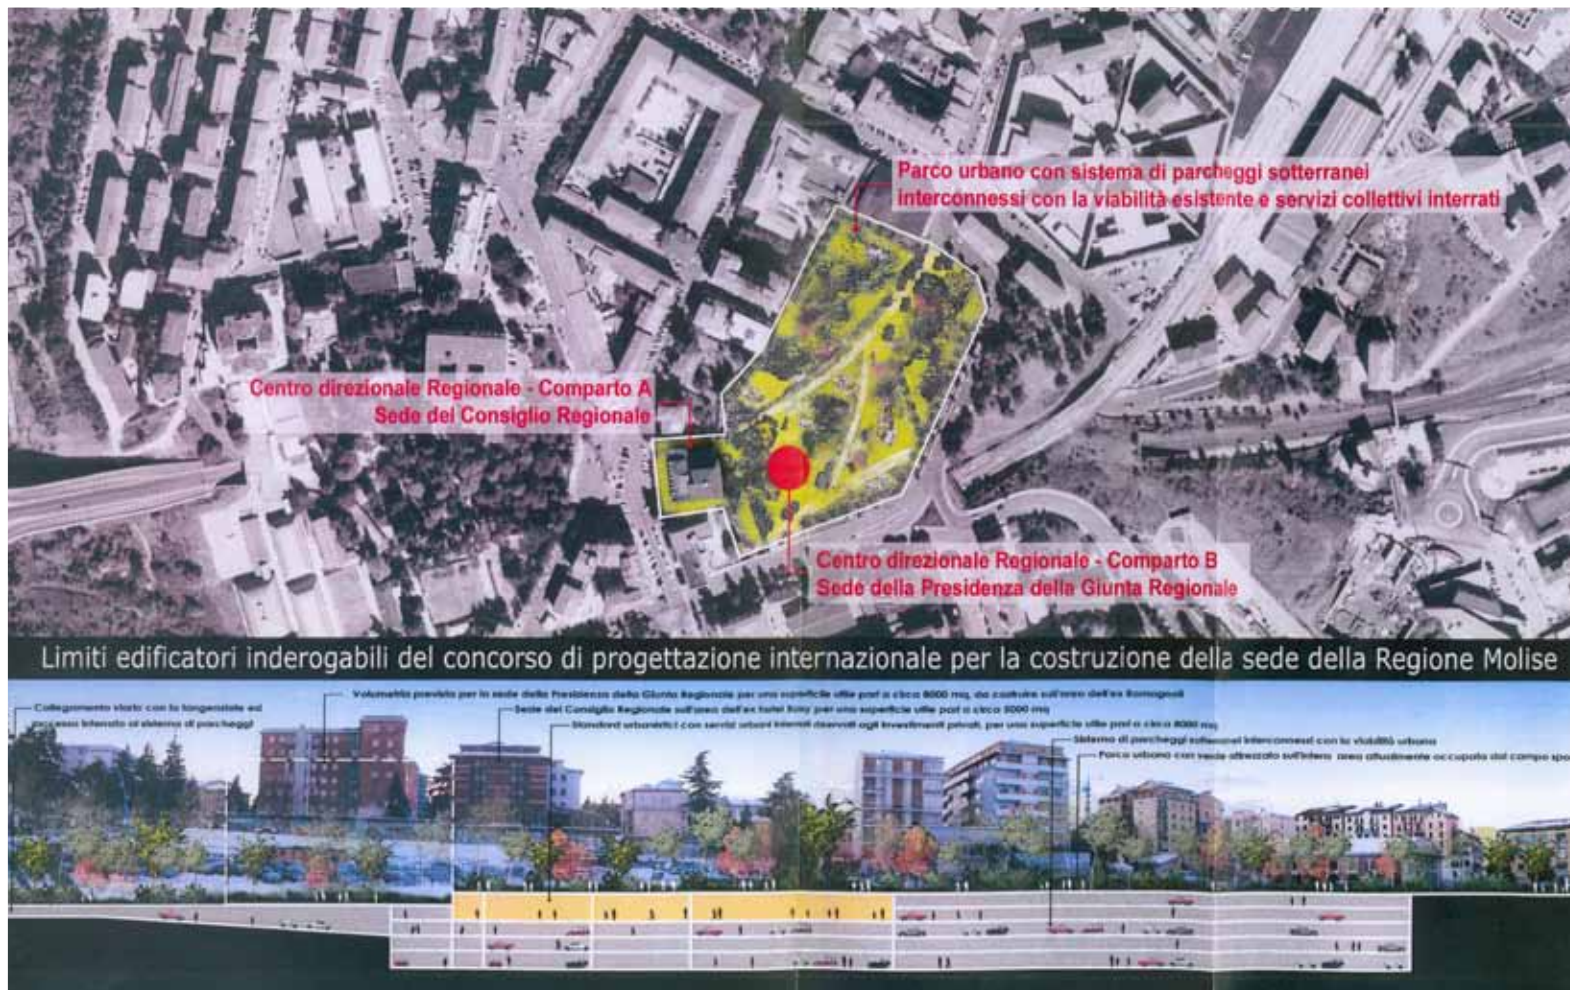 Parco urbano con sistema di parcheggi sotterranei
interconnessi con la viabilità esistente e servizi collettivi interrati
Centro direzionale Regionale - Comparto A
Sede del Consiglio Regionale
Centro direzionale Regionale - Comparto B
Sede della Presidenza della Giunta Regionale
Limiti edificatori inderogabili del concorso di progettazione internazionale per la costruzione della sede della Regione Molise
Volumetria prevista per la sede della Presidenza della Giunta Regionale per una superficie utile pari a circa 8000 mq, da costruire sull'area dell'ex Romagnoli
Collegamento viario con la tangenziale ed
accesso interrato al sistema di parcheggi
Sede del Consiglio Regionale sull'area dell'ex hotel Roxy per una superficie utile pari a circa 5000 mq
Standard urbanistici con servizi urbani interrati riservati agli investimenti privati, per una superficie utile pari a circa 8000 mq
Sistema di parcheggi sotterranei interconnessi con la viabilità urbana
Parco urbano con verde attrezzato sull'intera area attualmente occupata dal campo spo